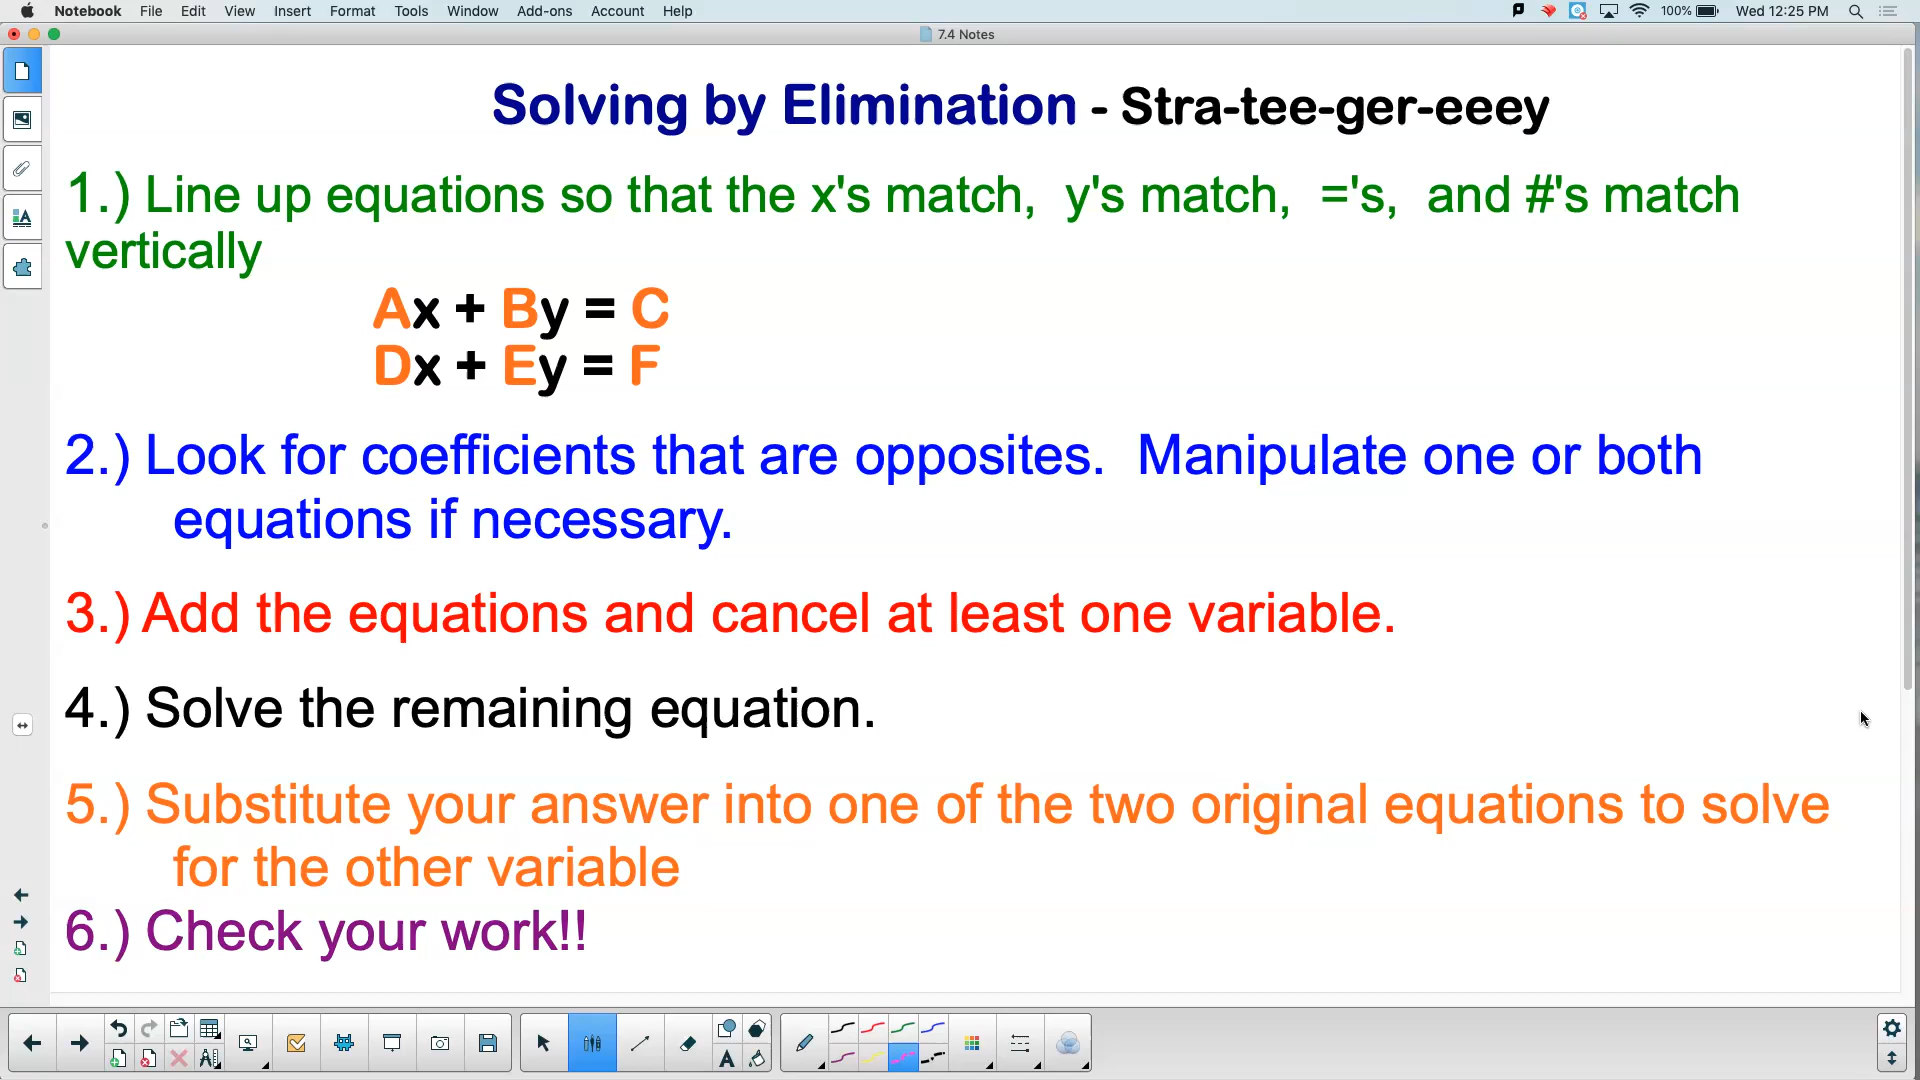 Notebook File Edit View Insert Format Tools Window Add-ons Account Help 100% Wed 12:25 PM
7.4 Notes
Solving by Elimination - Stra-tee-ger-eeey
1.) Line up equations so that the x's match, y's match, ='s, and #'s match
vertically
Ax + By = C
Dx + Ey = F
2.) Look for coefficients that are opposites. Manipulate one or both
equations if necessary.
3.) Add the equations and cancel at least one variable.
4.) Solve the remaining equation.
5.) Substitute your answer into one of the two original equations to solve
for the other variable
6.) Check your work!!